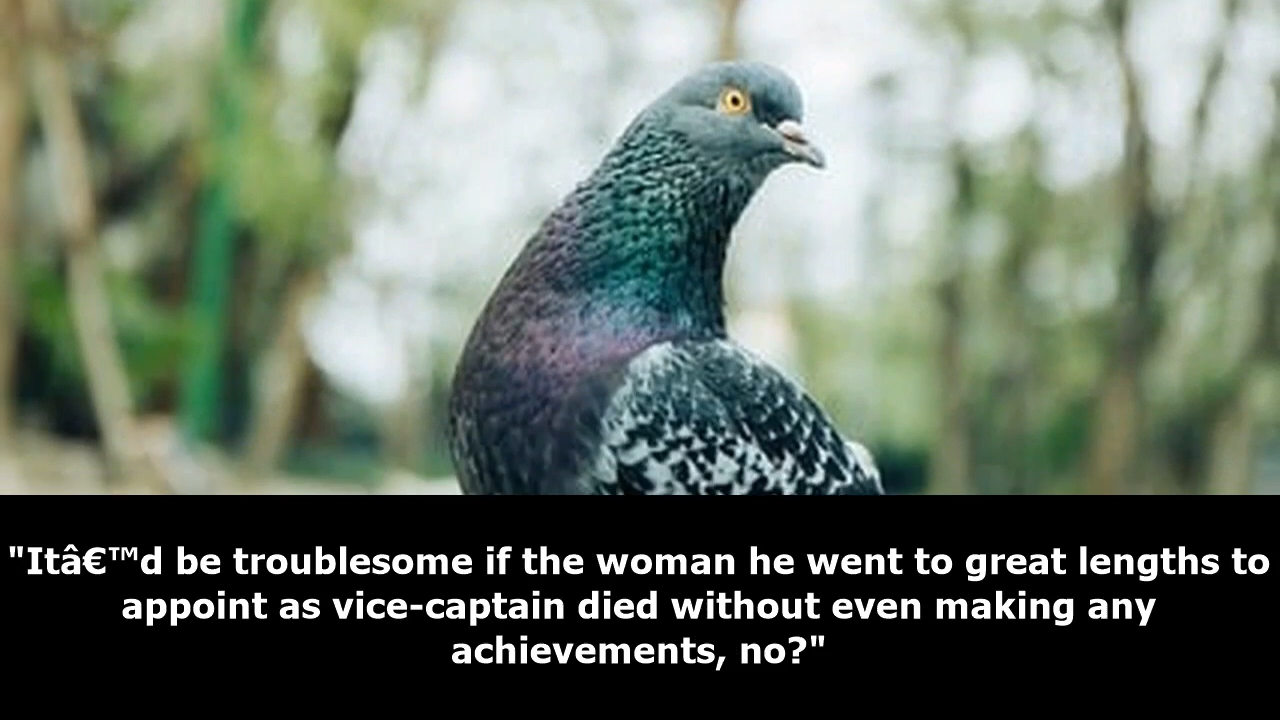 "Itâ€™d be troublesome if the woman he went to great lengths to
appoint as vice-captain died without even making any
achievements, no?"